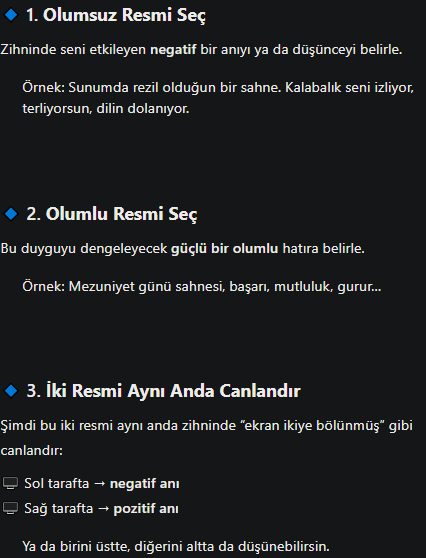 🔹 1. Olumsuz Resmi Seç
Zihninde seni etkileyen negatif bir anıyı ya da düşünceyi belirle.
Örnek: Sunumda rezil olduğun bir sahne. Kalabalık seni izliyor,
terliyorsun, dilin dolanıyor.
🔹 2. Olumlu Resmi Seç
Bu duyguyu dengeleyecek güçlü bir olumlu hatıra belirle.
Örnek: Mezuniyet günü sahnesi, başarı, mutluluk, gurur...
🔹 3. İki Resmi Aynı Anda Canlandır
Şimdi bu iki resmi aynı anda zihninde “ekran ikiye bölünmüş” gibi
canlandır:
🖥️ Sol tarafta → negatif anı
🖥️ Sağ tarafta → pozitif anı
Ya da birini üstte, diğerini altta da düşünebilirsin.